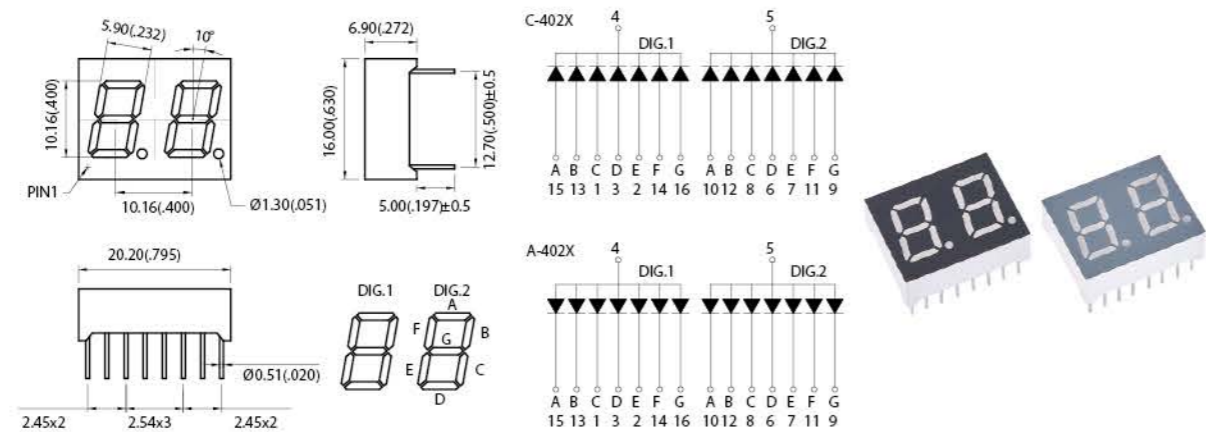 5.90(.232)
10°
10.16(.400)
PIN1
10.16(.400)
Ø1.30(.051)
6.90(.272)
16.00(.630)
12.70(.500)±0.5
5.00(.197)±0.5
20.20(.795)
Ø0.51(.020)
2.45x2 2.54x3 2.45x2
DIG.1 DIG.2
A
F B
G
E C
D
C-402X
4 5
DIG.1 DIG.2
A B C D E F G A B C D E F G
15 13 1 3 2 14 16 10 12 8 6 7 11 9
A-402X
4 5
DIG.1 DIG.2
A B C D E F G A B C D E F G
15 13 1 3 2 14 16 10 12 8 6 7 11 9